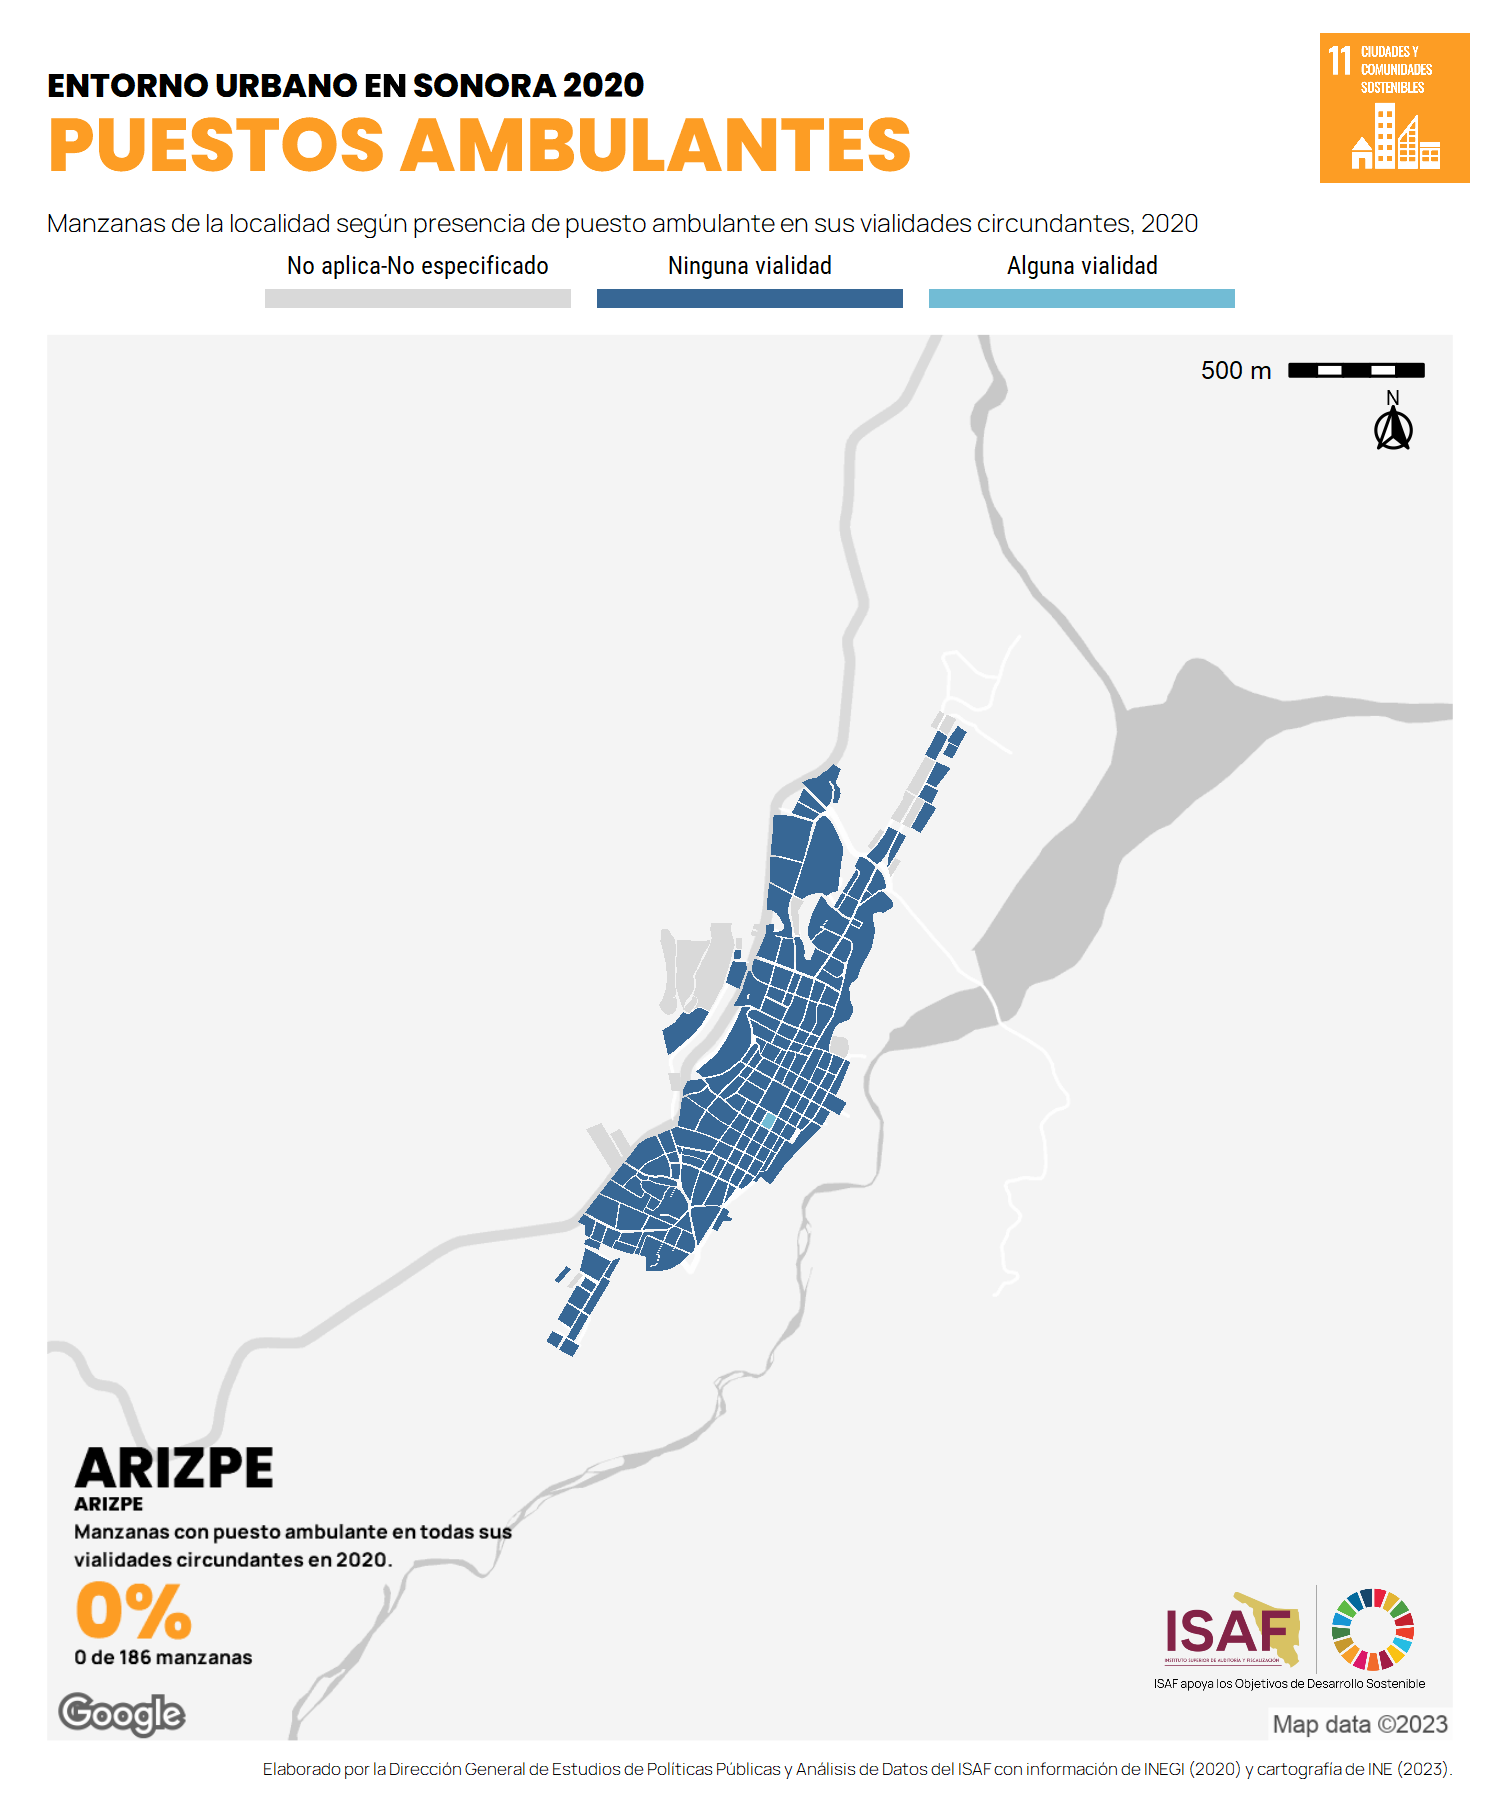 ENTORNO URBANO EN SONORA 2020
PUESTOS AMBULANTES
11 CIUDADES Y
COMUNIDADES
SOSTENIBLES
Manzanas de la localidad según presencia de puesto ambulante en sus vialidades circundantes, 2020
No aplica-No especificado
Ninguna vialidad
Alguna vialidad
500 m
N
ARIZPE
ARIZPE
Manzanas con puesto ambulante en todas sus
vialidades circundantes en 2020.
0%
0 de 186 manzanas
Google
ISAF
INSTITUTO SUPERIOR DE AUDITORÍA Y FISCALIZACIÓN
ISAF apoya los Objetivos de Desarrollo Sostenible
Map data ©2023
Elaborado por la Dirección General de Estudios de Políticas Públicas y Análisis de Datos del ISAF con información de INEGI (2020) y cartografía de INE (2023).